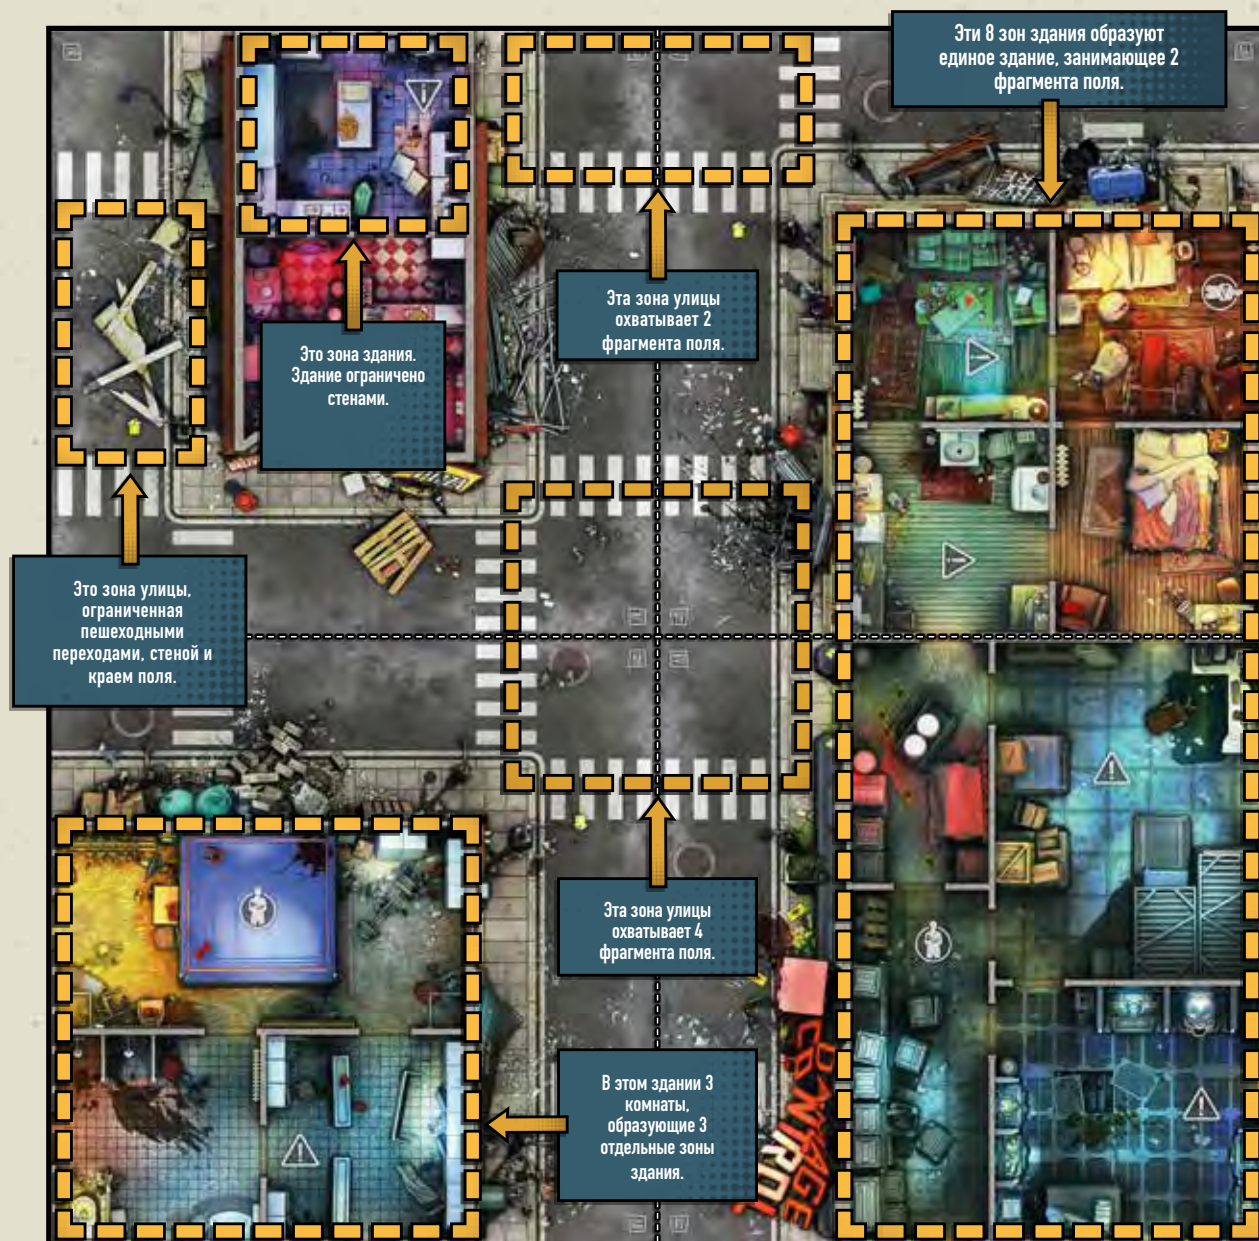 Эти 8 зон здания образуют
единое здание, занимающее 2
фрагмента поля.
Эта зона улицы
охватывает 2
фрагмента поля.
Это зона здания.
Здание ограничено
стенами.
Это зона улицы,
ограниченная
пешеходными
переходами, стеной и
краем поля.
Эта зона улицы
охватывает 4
фрагмента поля.
В этом здании 3
комнаты,
образующие 3
отдельные зоны
здания.
CONTROL